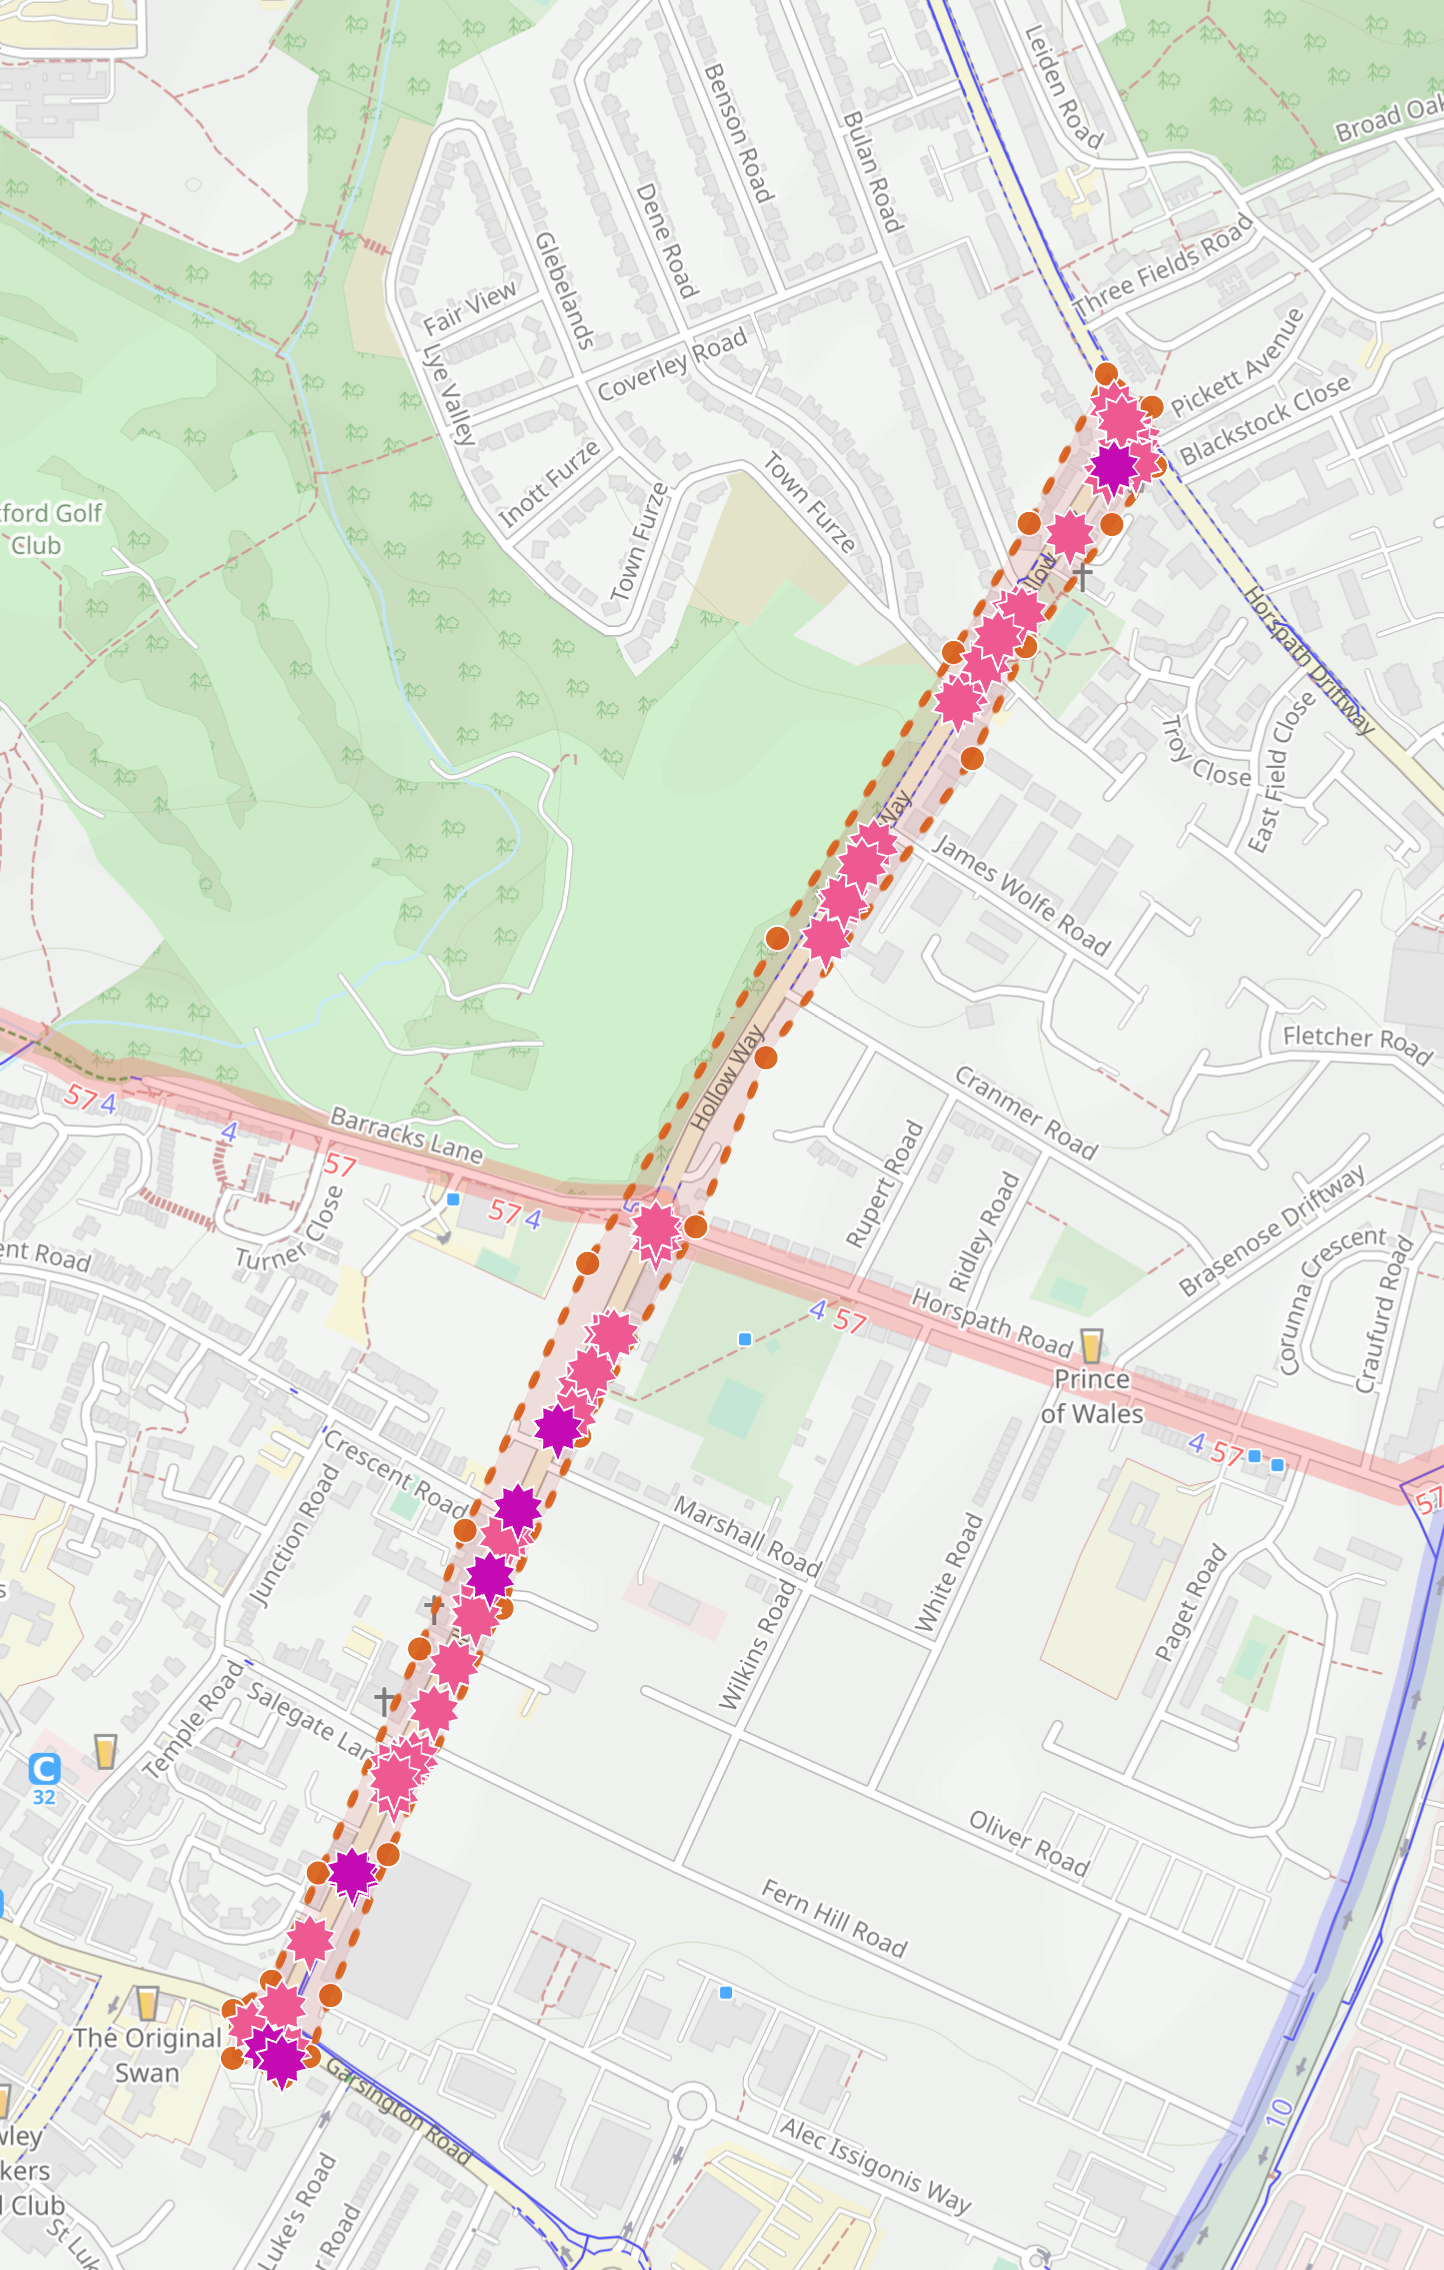 Leiden Road
Broad Oak
Benson Road
Bulan Road
Dene Road
Three Fields Road
Glebelands
Fair View
Pickett Avenue
Lye Valley
Coverley Road
Blackstock Close
Inott Furze
Town Furze
Town Furze
ford Golf
Club
Horspath Driftway
Troy Close
East Field Close
Way
James Wolfe Road
Hollow Way
Fletcher Road
Cranmer Road
57 4
4
Barracks Lane
57
57 4
Rupert Road
Ridley Road
Brasenose Driftway
Turner Close
ent Road
Corunna Crescent
Craufurd Road
4 57
Horspath Road
Prince
of Wales
4 57
57
Crescent Road
Junction Road
Marshall Road
White Road
Paget Road
Wilkins Road
Temple Road
Salegate Lan
C
32
Oliver Road
Fern Hill Road
The Original
Swan
Garsington Road
10
wley
kers
l Club
Alec Issigonis Way
Luke's Road
r Road
St Luk